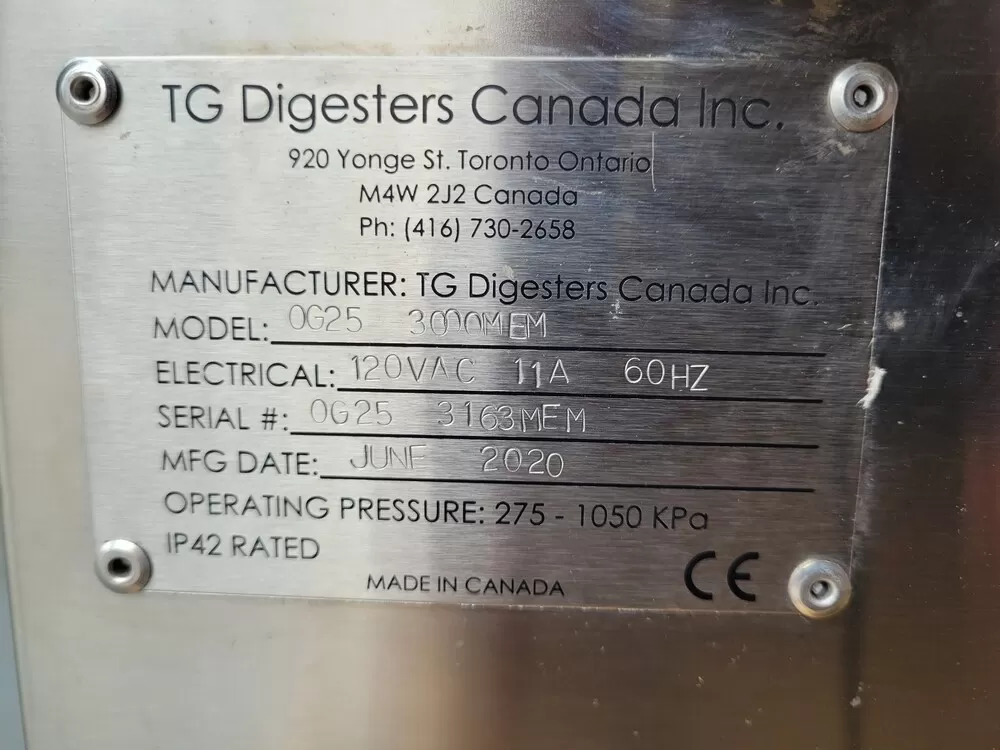 TG Digesters Canada Inc.
920 Yonge St. Toronto Ontario
M4W 2J2 Canada
Ph: (416) 730-2658
MANUFACTURER: TG Digesters Canada Inc.
MODEL: OG25 3000MEM
ELECTRICAL: 120VAC 11A 60HZ
SERIAL #: OG25 3163MEM
MFG DATE: JUNE 2020
OPERATING PRESSURE: 275 - 1050 KPa
IP42 RATED
MADE IN CANADA CE